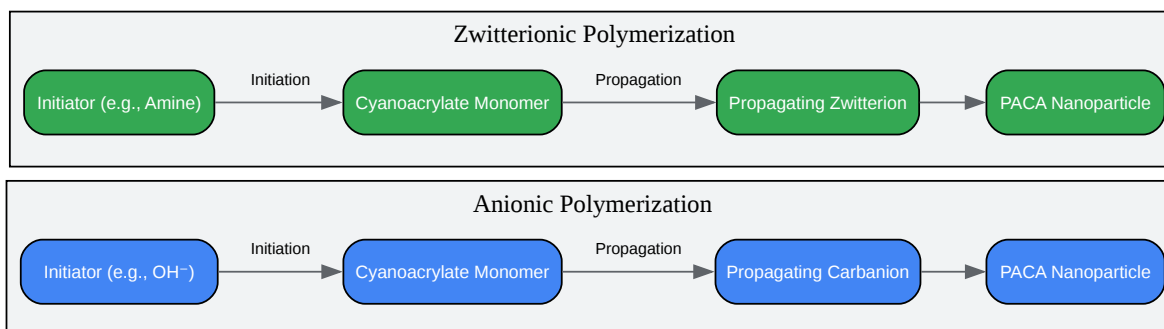 Zwitterionic Polymerization
Initiator (e.g., Amine)
Initiation
Cyanoacrylate Monomer
Propagation
Propagating Zwitterion
PACA Nanoparticle
Anionic Polymerization
Initiator (e.g., OH⁻)
Initiation
Cyanoacrylate Monomer
Propagation
Propagating Carbanion
PACA Nanoparticle